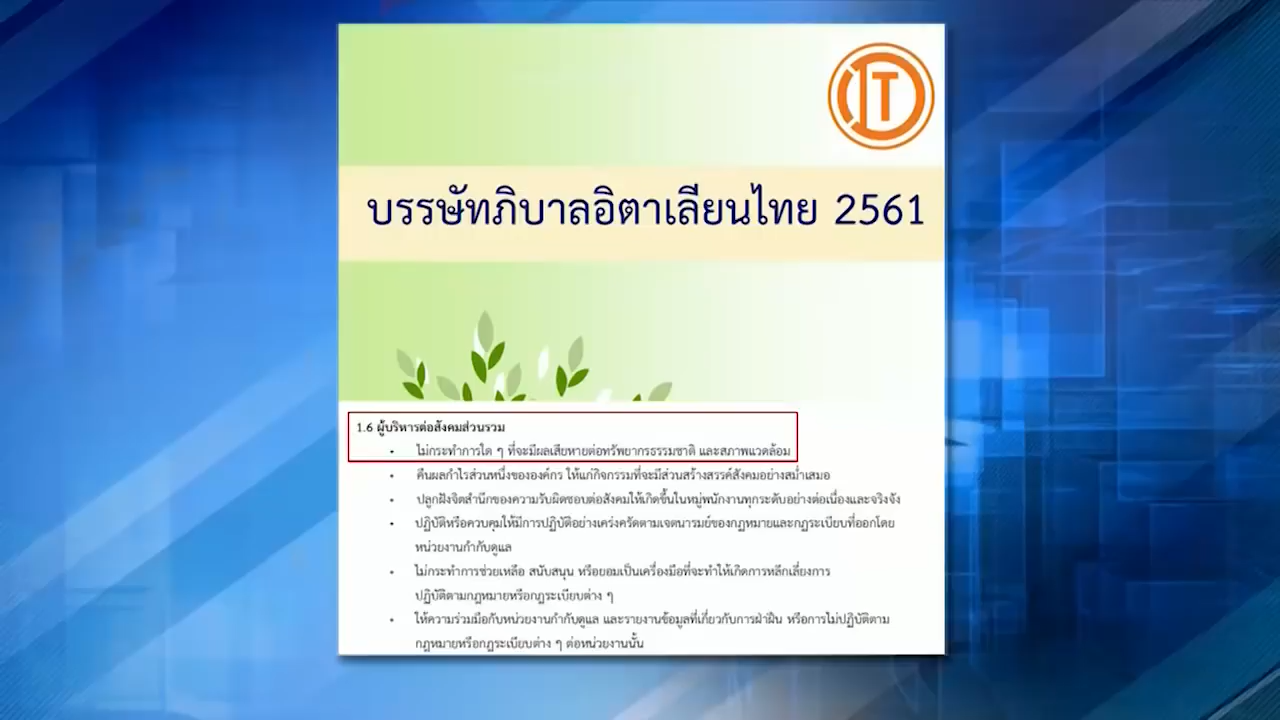 IT
บรรษัทภิบาลอิตาเลียนไทย 2561
1.6 ผู้บริหารต่อสังคมส่วนรวม
• ไม่กระทำการใด ๆ ที่จะมีผลเสียหายต่อทรัพยากรธรรมชาติ และสภาพแวดล้อม
• คืนผลกำไรส่วนหนึ่งขององค์กร ให้แก่กิจกรรมที่จะมีส่วนสร้างสรรค์สังคมอย่างสม่ำเสมอ
• ปลูกฝังจิตสำนึกของความรับผิดชอบต่อสังคมให้เกิดขึ้นในหมู่พนักงานทุกระดับอย่างต่อเนื่องและจริงจัง
• ปฏิบัติหรือควบคุมให้มีการปฏิบัติอย่างเคร่งครัดตามเจตนารมย์ของกฎหมายและกฎระเบียบที่ออกโดย
หน่วยงานกำกับดูแล
• ไม่กระทำการช่วยเหลือ สนับสนุน หรือยอมเป็นเครื่องมือที่จะทำให้เกิดการหลีกเลี่ยงการ
ปฏิบัติตามกฎหมายหรือกฎระเบียบต่าง ๆ
• ให้ความร่วมมือกับหน่วยงานกำกับดูแล และรายงานข้อมูลที่เกี่ยวกับการฝ่าฝืน หรือการไม่ปฏิบัติตาม
กฎหมายหรือกฎระเบียบต่าง ๆ ต่อหน่วยงานนั้น